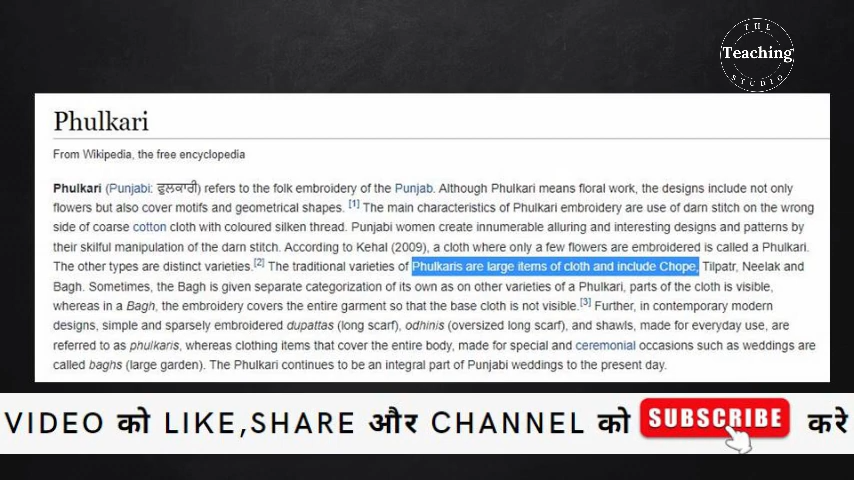 THE
Teaching
STUDIO
Phulkari
From Wikipedia, the free encyclopedia
Phulkari (Punjabi: ਫੁਲਕਾਰੀ) refers to the folk embroidery of the Punjab. Although Phulkari means floral work, the designs include not only
flowers but also cover motifs and geometrical shapes. [1] The main characteristics of Phulkari embroidery are use of darn stitch on the wrong
side of coarse cotton cloth with coloured silken thread. Punjabi women create innumerable alluring and interesting designs and patterns by
their skilful manipulation of the darn stitch. According to Kehal (2009), a cloth where only a few flowers are embroidered is called a Phulkari.
The other types are distinct varieties.[2] The traditional varieties of Phulkaris are large items of cloth and include Chope, Tilpatr, Neelak and
Bagh. Sometimes, the Bagh is given separate categorization of its own as on other varieties of a Phulkari, parts of the cloth is visible,
whereas in a Bagh, the embroidery covers the entire garment so that the base cloth is not visible.[3] Further, in contemporary modern
designs, simple and sparsely embroidered dupattas (long scarf), odhinis (oversized long scarf), and shawls, made for everyday use, are
referred to as phulkaris, whereas clothing items that cover the entire body, made for special and ceremonial occasions such as weddings are
called baghs (large garden). The Phulkari continues to be an integral part of Punjabi weddings to the present day.
VIDEO को LIKE,SHARE और CHANNEL को SUBSCRIBE करे